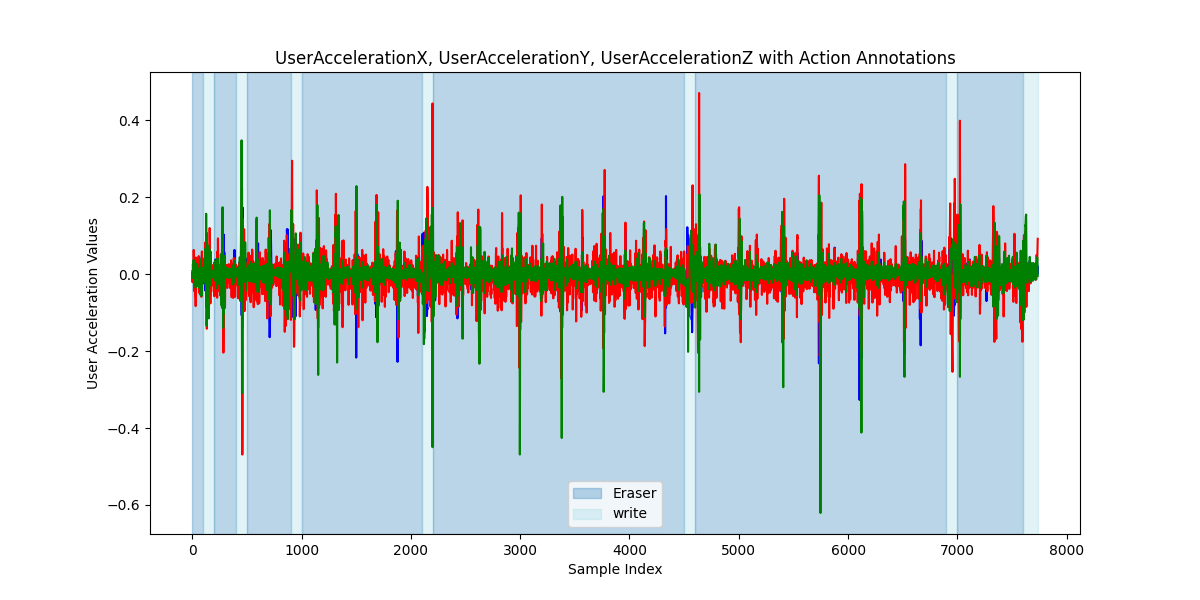 UserAccelerationX, UserAccelerationY, UserAccelerationZ with Action Annotations
User Acceleration Values
0.4
0.2
0.0
−0.2
−0.4
−0.6
Eraser
write
0 1000 2000 3000 4000 5000 6000 7000 8000
Sample Index